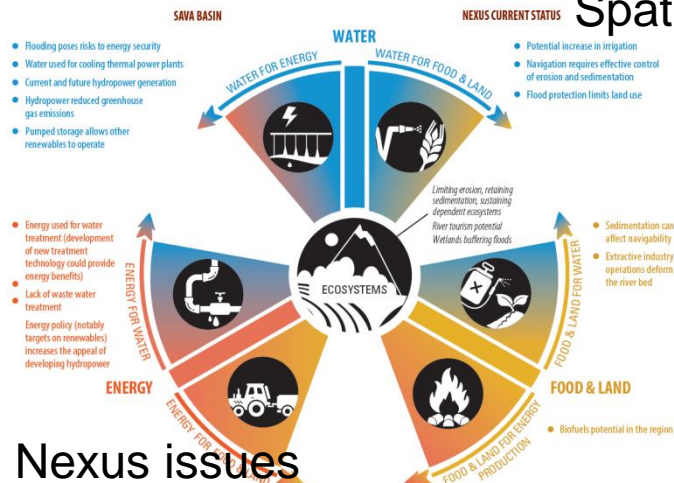 SAVA BASIN
NEXUS CURRENT STATUS
Spat
WATER
• Flooding poses risks to energy security
• Water used for cooling thermal power plants
• Current and future hydropower generation
• Hydropower reduced greenhouse
gas emissions
• Pumped storage allows other
renewables to operate
WATER FOR ENERGY
WATER FOR FOOD & LAND
• Potential increase in irrigation
• Navigation requires effective control
of erosion and sedimentation
• Flood protection limits land use
Limiting erosion, retaining
sedimentation, sustaining
dependent ecosystems
River tourism potential
Wetlands buffering floods
ECOSYSTEMS
• Energy used for water
treatment (development
of new treatment
technology could provide
energy benefits)
• Lack of waste water
treatment
Energy policy (notably
targets on renewables)
increases the appeal of
developing hydropower
ENERGY FOR WATER
• Sedimentation can
affect navigability
• Extractive industry
operations deform
the river bed
FOOD & LAND FOR WATER
ENERGY
FOOD & LAND
ENERGY FOR FOOD & LAND
FOOD & LAND FOR ENERGY
PRODUCTION
• Biofuels potential in the region
Nexus issues